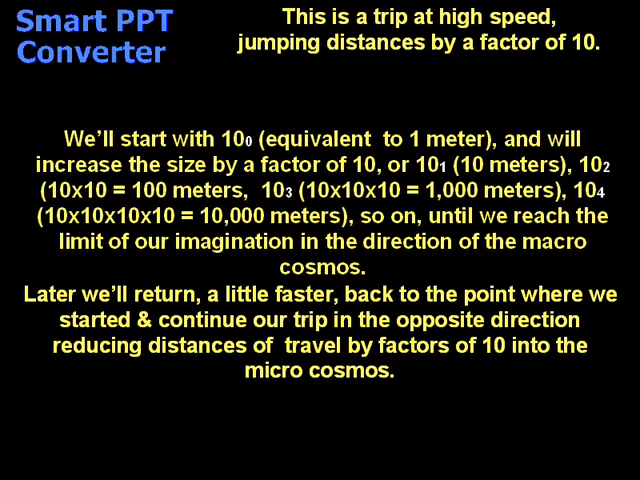 Smart PPT
Converter
This is a trip at high speed,
jumping distances by a factor of 10.
We'll start with 10₀ (equivalent to 1 meter), and will
increase the size by a factor of 10, or 10₁ (10 meters), 10₂
(10x10 = 100 meters, 10₃ (10x10x10 = 1,000 meters), 10₄
(10x10x10x10 = 10,000 meters), so on, until we reach the
limit of our imagination in the direction of the macro
cosmos.
Later we'll return, a little faster, back to the point where we
started & continue our trip in the opposite direction
reducing distances of travel by factors of 10 into the
micro cosmos.